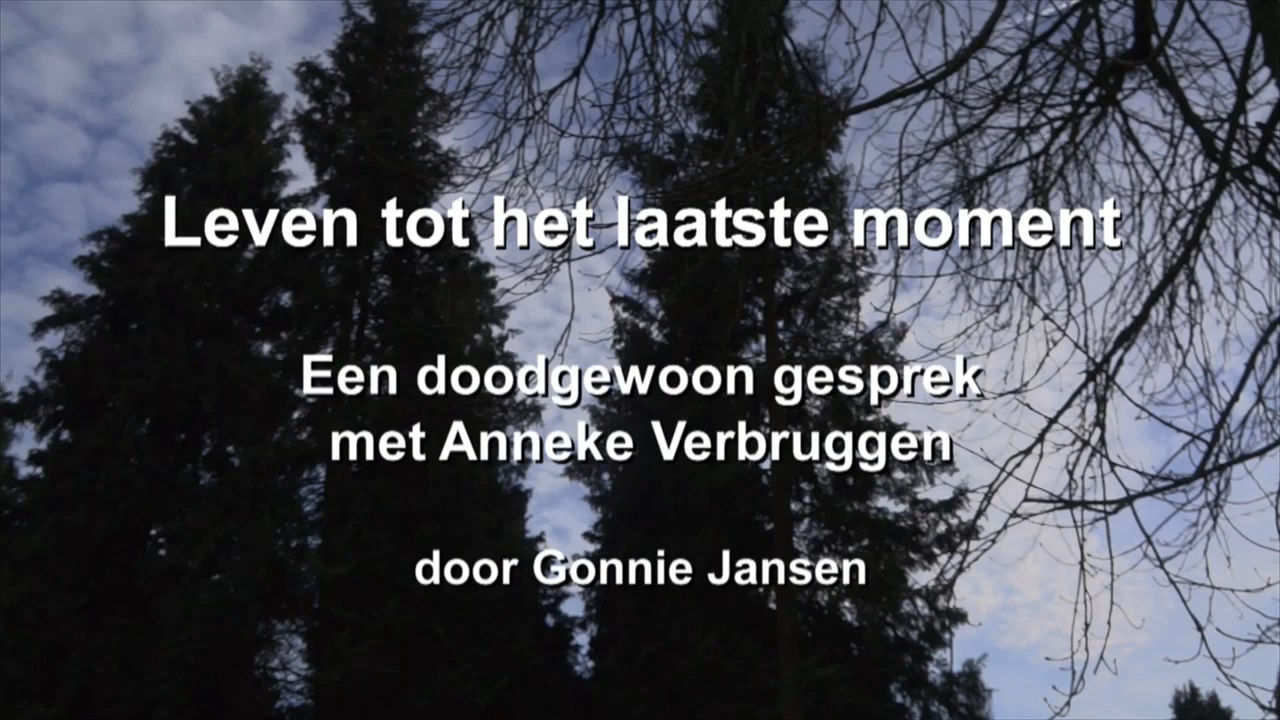 Leven tot het laatste moment
Een doodgewoon gesprek
met Anneke Verbruggen
door Gonnie Jansen